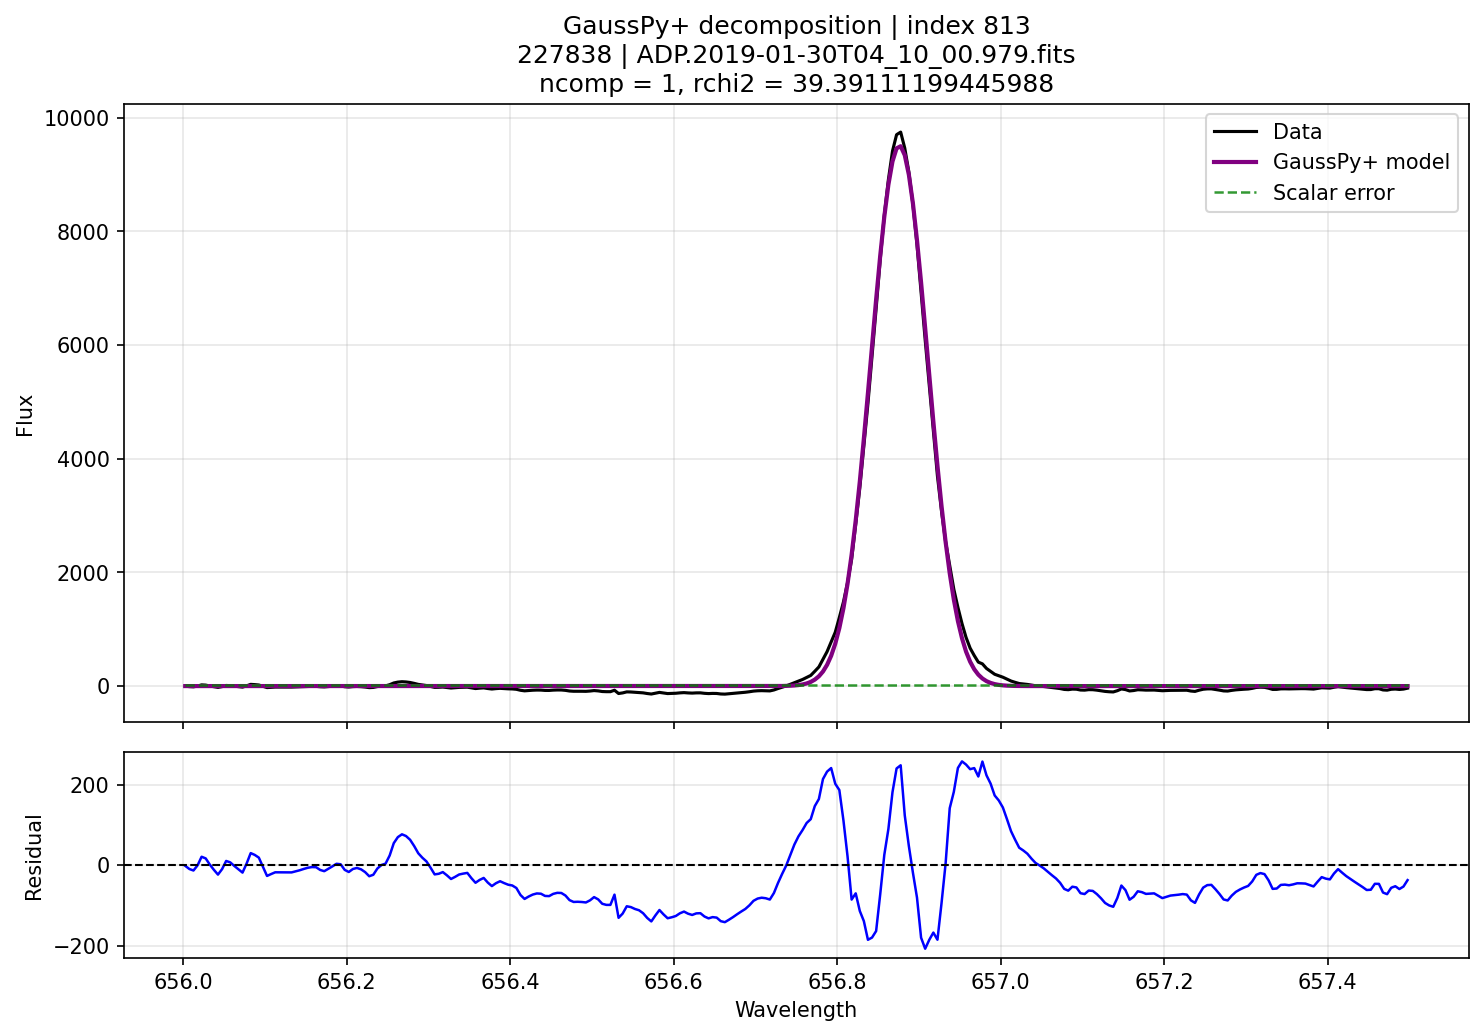 GaussPy+ decomposition | index 813
227838 | ADP.2019-01-30T04_10_00.979.fits
ncomp = 1, rchi2 = 39.39111199445988
Data
GaussPy+ model
Scalar error
Flux
10000
8000
6000
4000
2000
0
Residual
200
0
−200
656.0 656.2 656.4 656.6 656.8 657.0 657.2 657.4
Wavelength